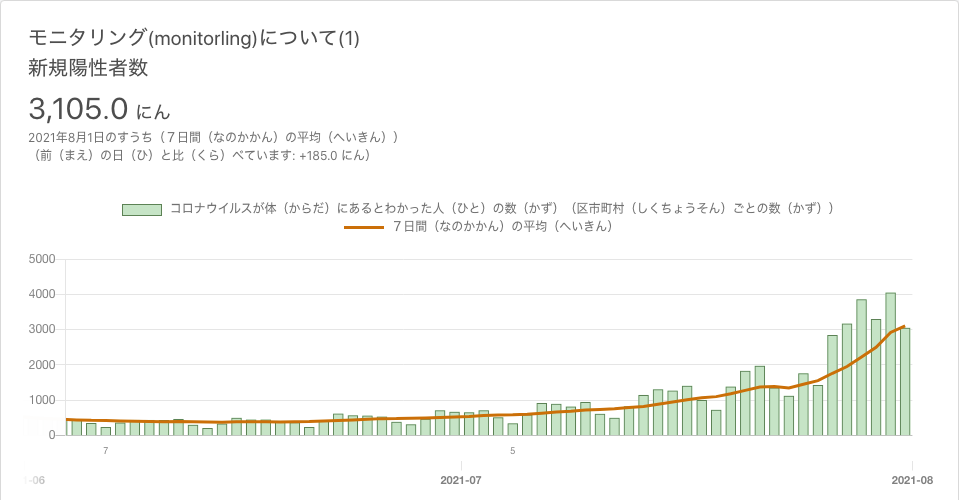 モニタリング(monitorling)について(1)
新規陽性者数
3,105.0 にん
2021年8月1日のすうち（７日間（なのかかん）の平均（へいきん））
（前（まえ）の日（ひ）と比（くら）べています: +185.0 にん）
コロナウイルスが体（からだ）にあるとわかった人（ひと）の数（かず）（区市町村（しくちょうそん）ごとの数（かず））
７日間（なのかかん）の平均（へいきん）
5000
4000
3000
2000
1000
0
7 5
-06 2021-07 2021-08